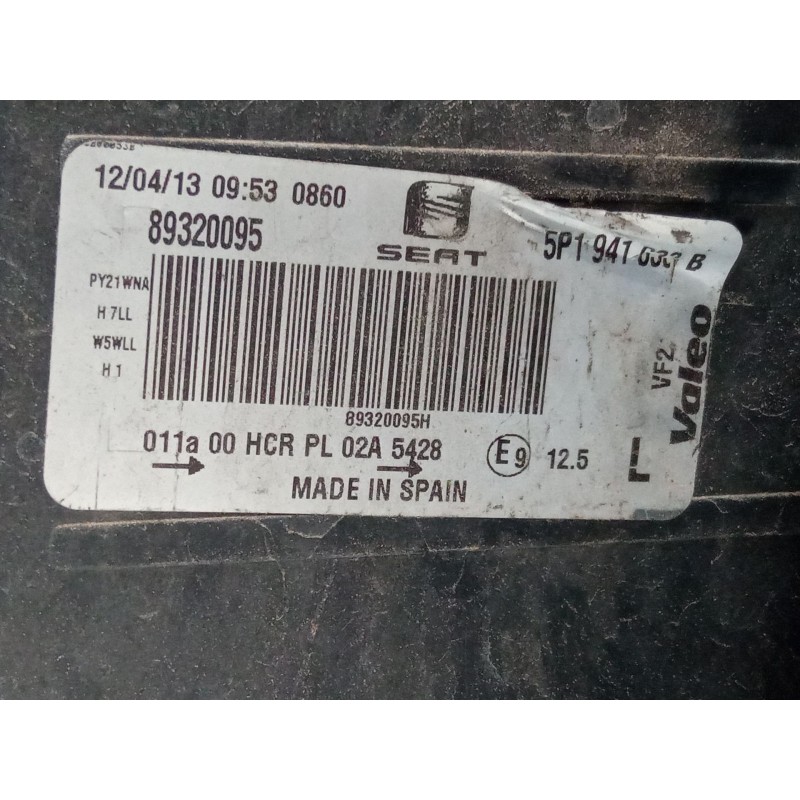 12/04/13 09:53 0860
89320095
SEAT
5P1 941 033 B
PY21WNA
H 7LL
W5WLL
H 1
89320095H
VF2
Valeo
011a 00 HCR PL 02A 5428
E9 12.5
L
MADE IN SPAIN